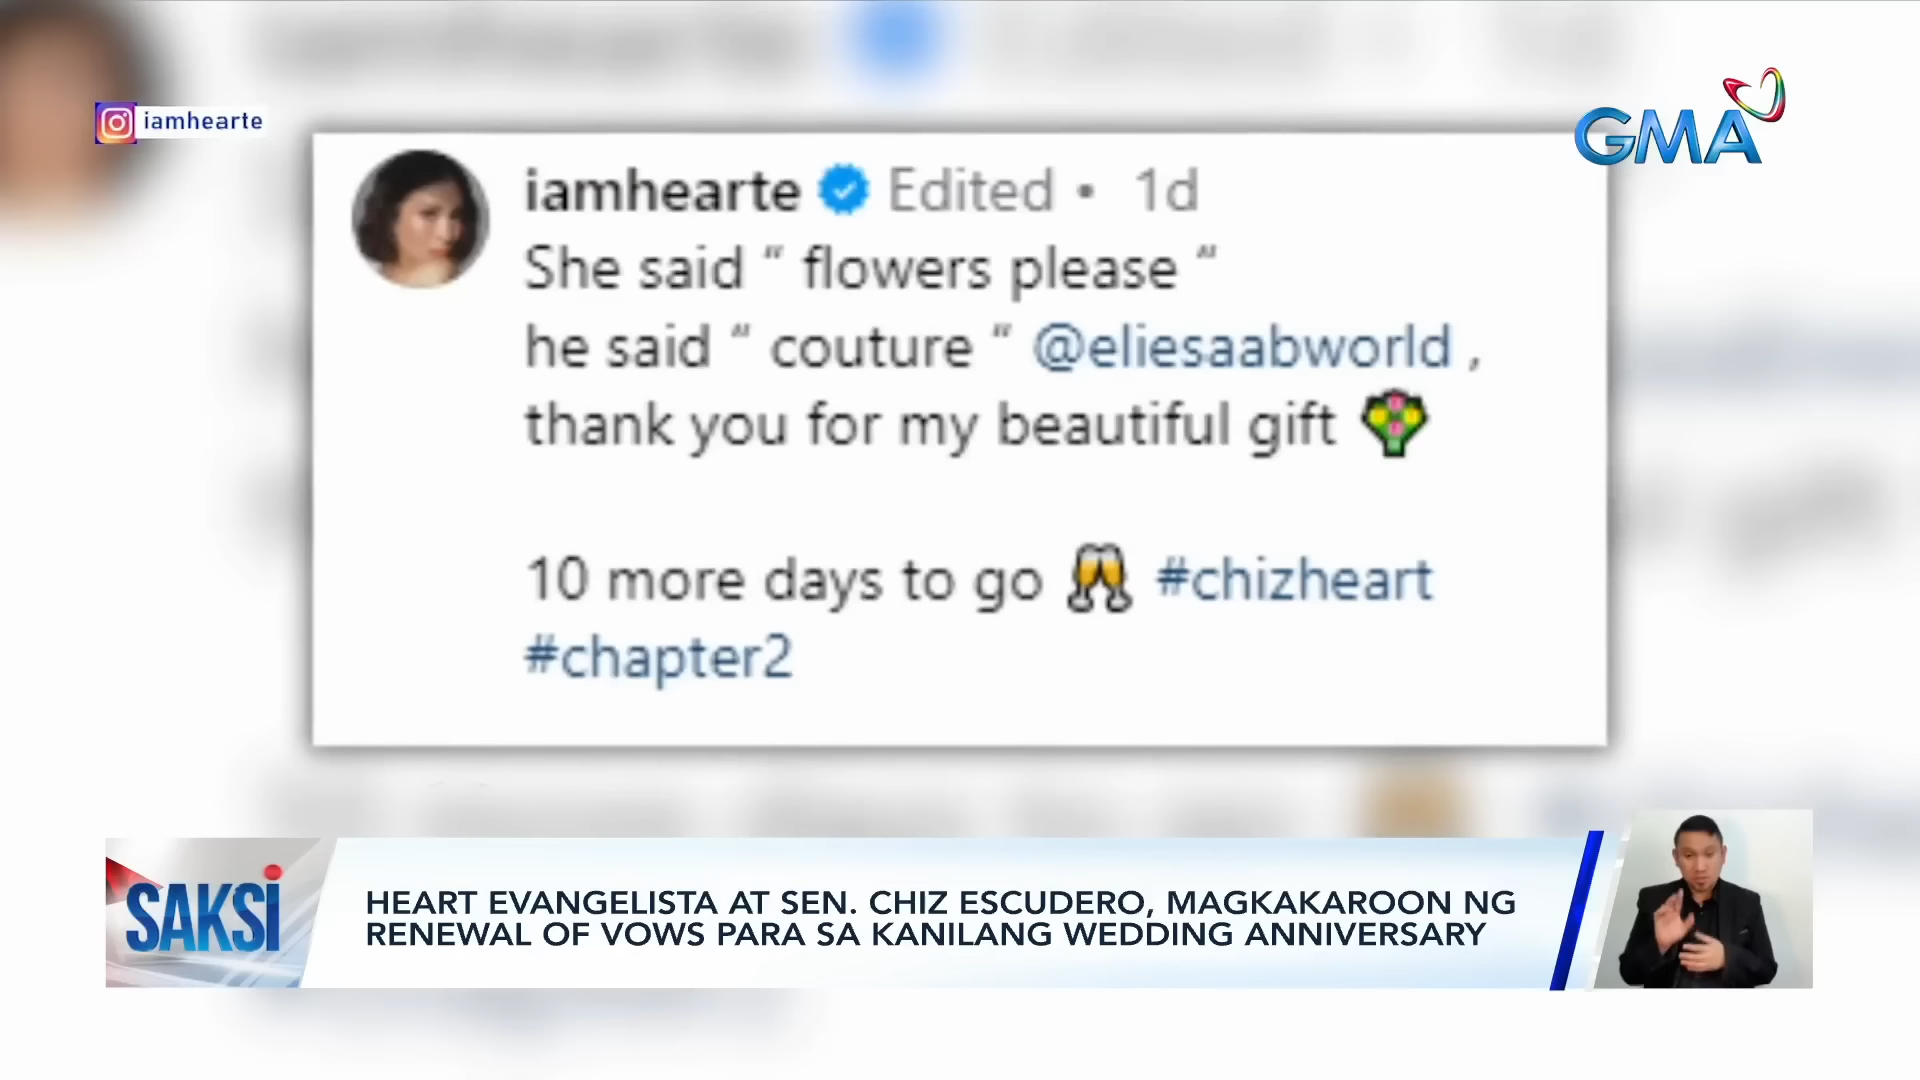 iamhearte
GMA
iamhearte Edited • 1d
She said “ flowers please “
he said “ couture “ @eliesaabworld ,
thank you for my beautiful gift 💐
10 more days to go 🥂 #chizheart
#chapter2
SAKSI
HEART EVANGELISTA AT SEN. CHIZ ESCUDERO, MAGKAKAROON NG
RENEWAL OF VOWS PARA SA KANILANG WEDDING ANNIVERSARY